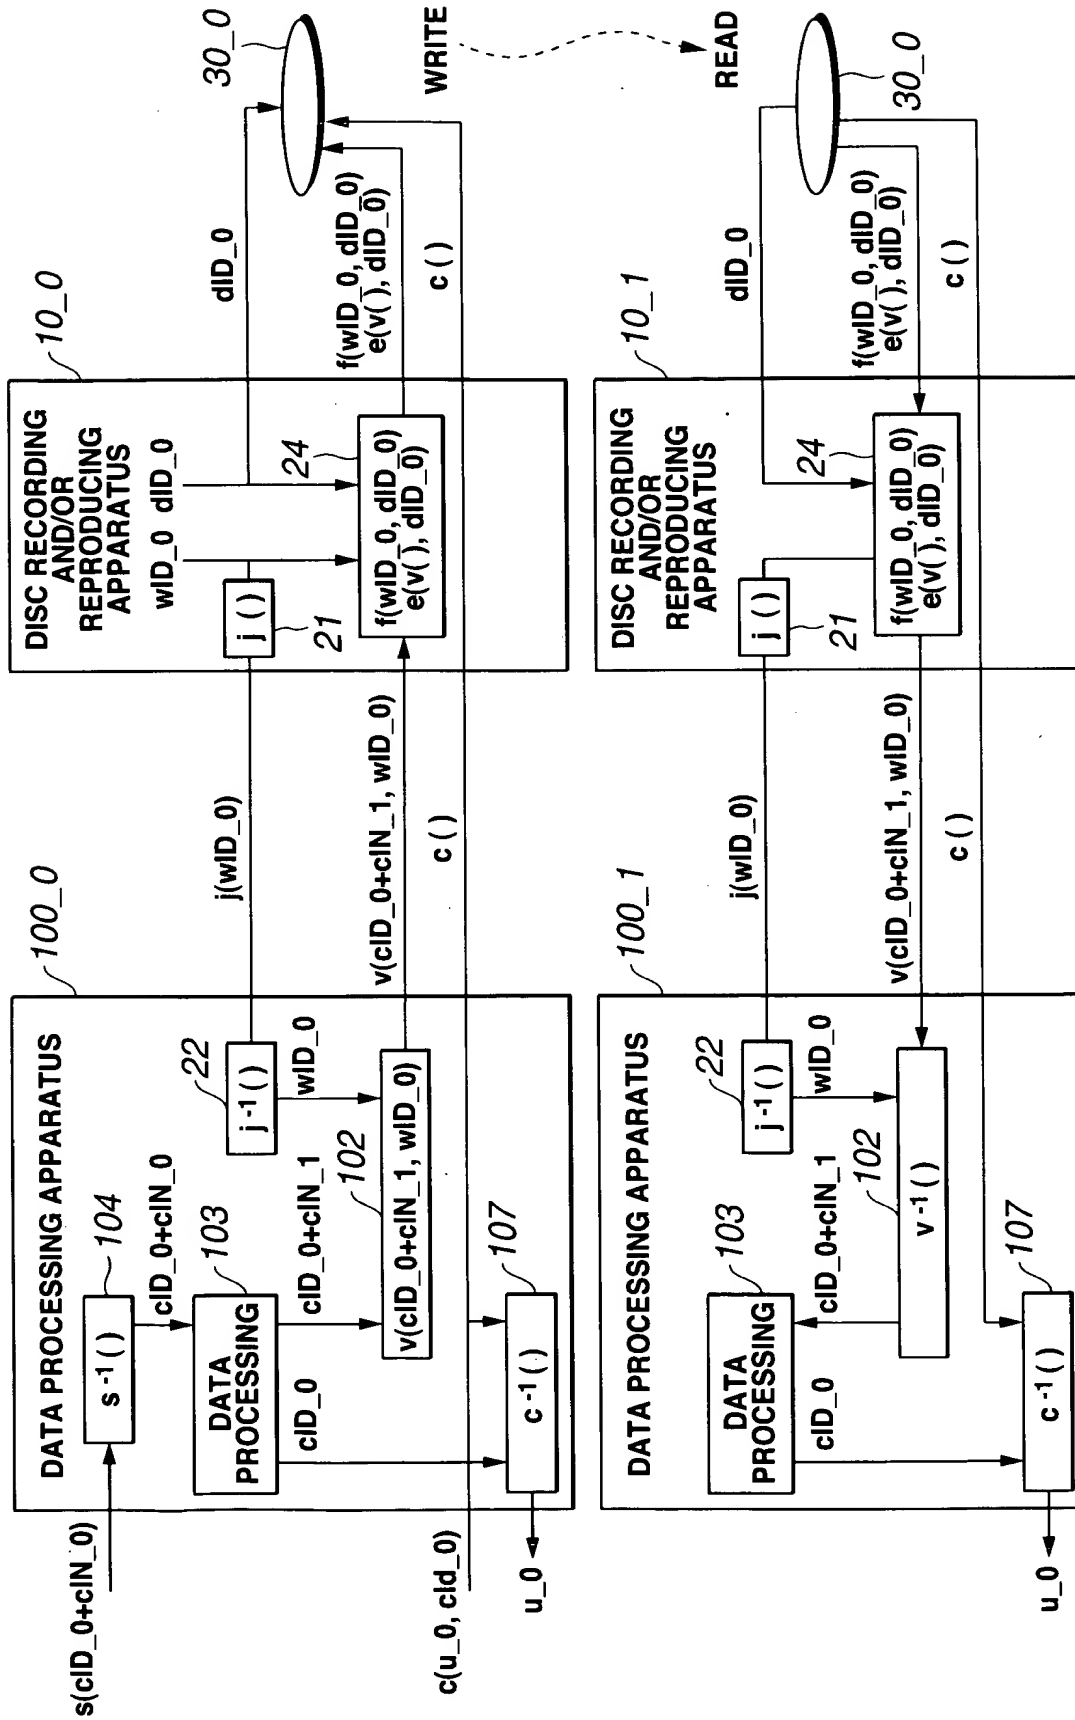 DATA PROCESSING APPARATUS
100_0
s(cID_0+cIN_0)
s⁻¹( )
104
cID_0+cIN_0
DATA
PROCESSING
103
cID_0
cID_0+cIN_1
j⁻¹( )
22
wID_0
v(cID_0+cIN_1, wID_0)
102
c⁻¹( )
107
u_0
c(u_0, cId_0)
j(wID_0)
v(cID_0+cIN_1, wID_0)
c( )
DISC RECORDING
AND/OR
REPRODUCING
APPARATUS
10_0
wID_0 dID_0
j( )
21
24
f(wID_0, dID_0)
e(v( ), dID_0)
dID_0
f(wID_0, dID_0)
e(v( ), dID_0)
c( )
30_0
WRITE
READ
DATA PROCESSING APPARATUS
100_1
DATA
PROCESSING
103
cID_0
cID_0+cIN_1
j⁻¹( )
22
wID_0
v⁻¹( )
102
c⁻¹( )
107
u_0
j(wID_0)
v(cID_0+cIN_1, wID_0)
c( )
DISC RECORDING
AND/OR
REPRODUCING
APPARATUS
10_1
j( )
21
24
f(wID_0, dID_0)
e(v( ), dID_0)
dID_0
f(wID_0, dID_0)
e(v( ), dID_0)
c( )
30_0